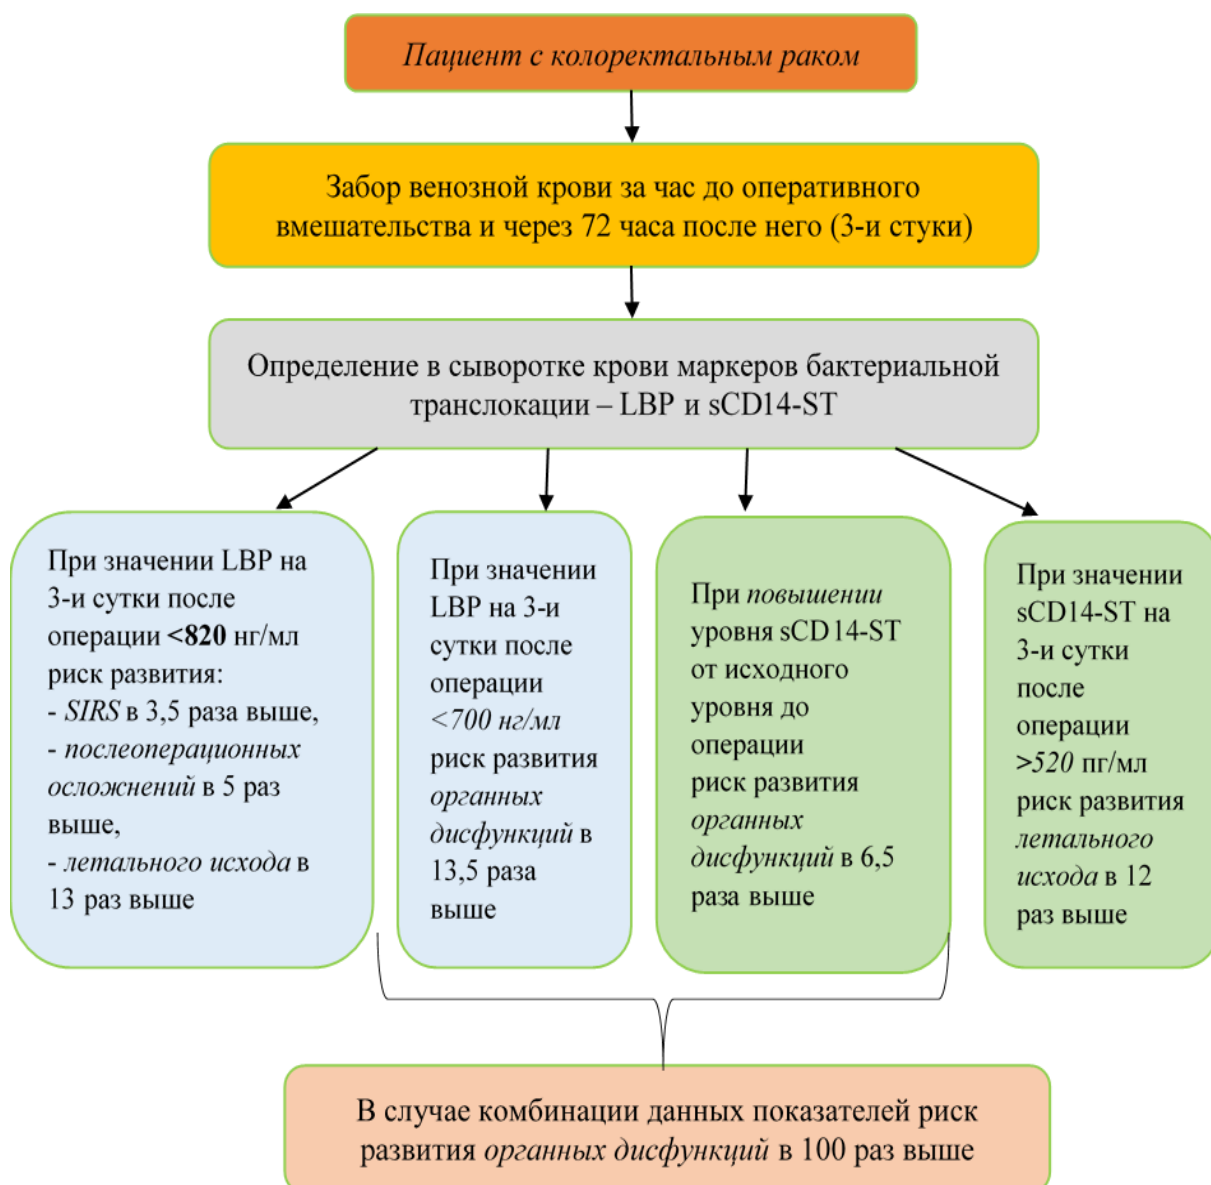 Пациент с колоректальным раком
Забор венозной крови за час до оперативного
вмешательства и через 72 часа после него (3-и стуки)
Определение в сыворотке крови маркеров бактериальной
транслокации – LBP и sCD14-ST
При значении LBP на
3-и сутки после
операции <820 нг/мл
риск развития:
- SIRS в 3,5 раза выше,
- послеоперационных
осложнений в 5 раз
выше,
- летального исхода в
13 раз выше
При значении
LBP на 3-и
сутки после
операции
<700 нг/мл
риск развития
органных
дисфункций в
13,5 раза
выше
При повышении
уровня sCD14-ST
от исходного
уровня до
операции
риск развития
органных
дисфункций в 6,5
раза выше
При значении
sCD14-ST на
3-и сутки
после
операции
>520 пг/мл
риск развития
летального
исхода в 12
раз выше
В случае комбинации данных показателей риск
развития органных дисфункций в 100 раз выше